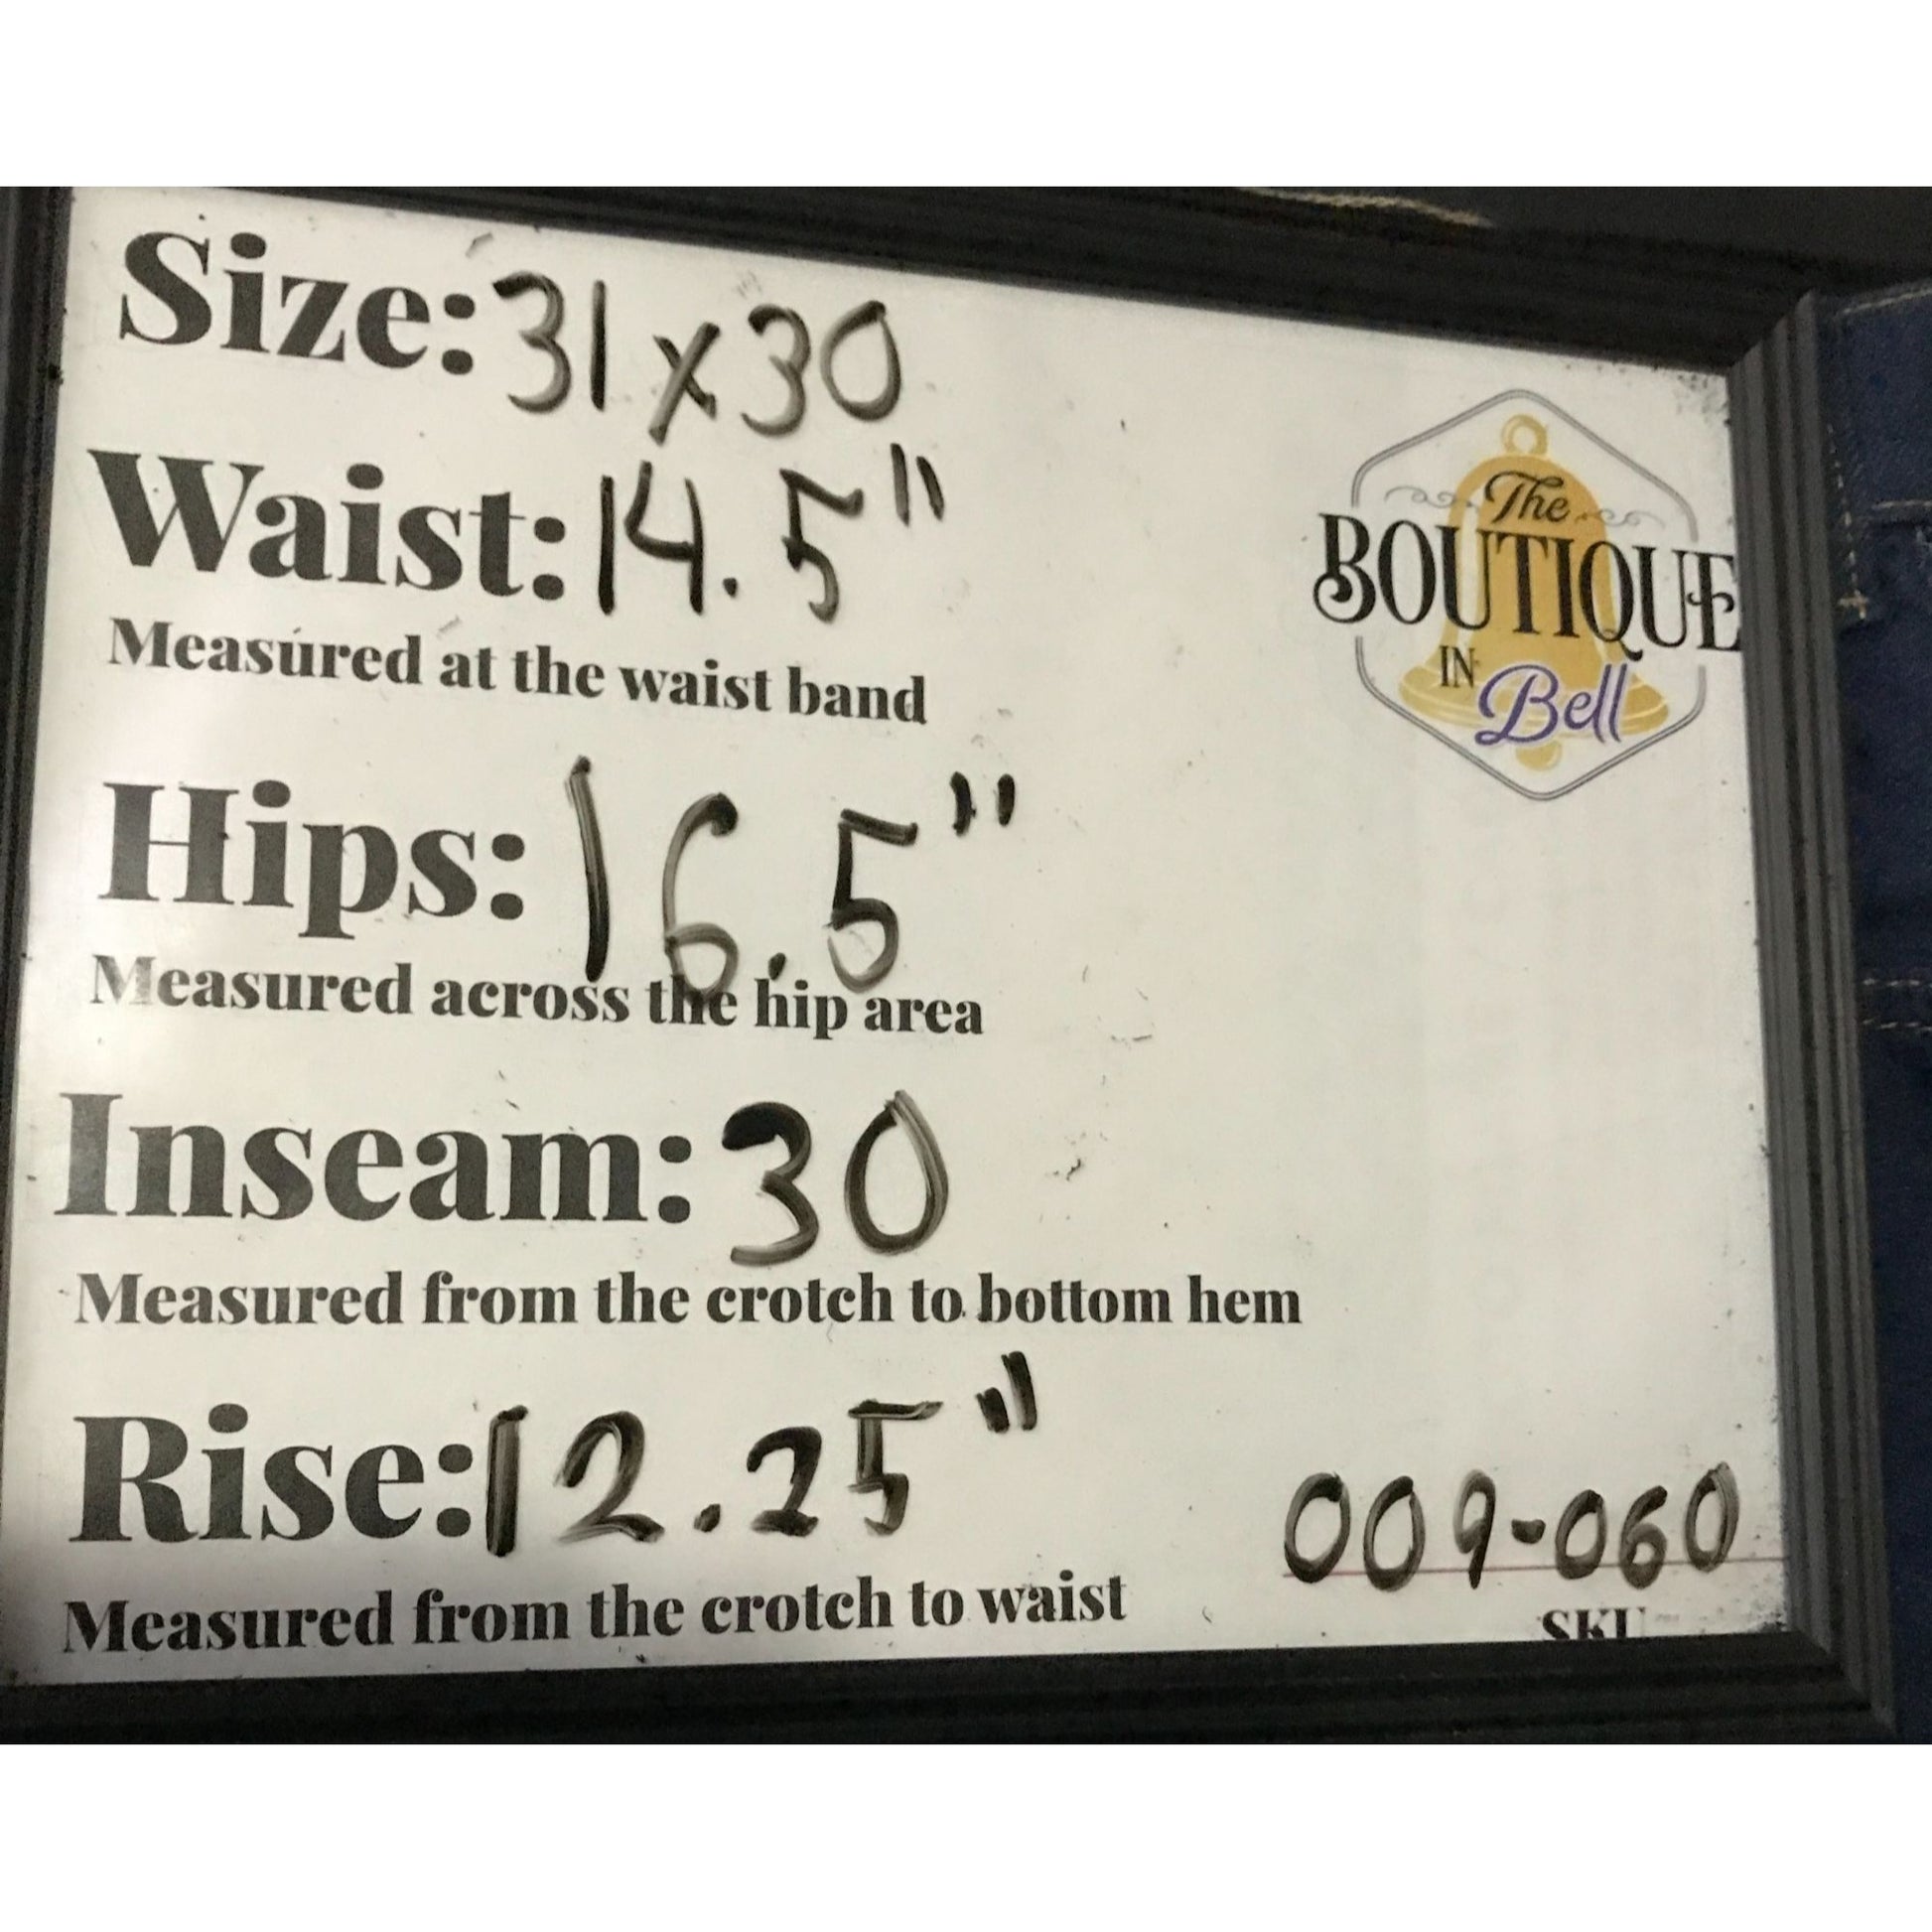 Size: 31x30
Waist: 14.5"
Measured at the waist band
Hips: 16.5"
Measured across the hip area
Inseam: 30
Measured from the crotch to bottom hem
Rise: 12.25"
Measured from the crotch to waist
The
BOUTIQUE
IN
Bell
009-060
SKU